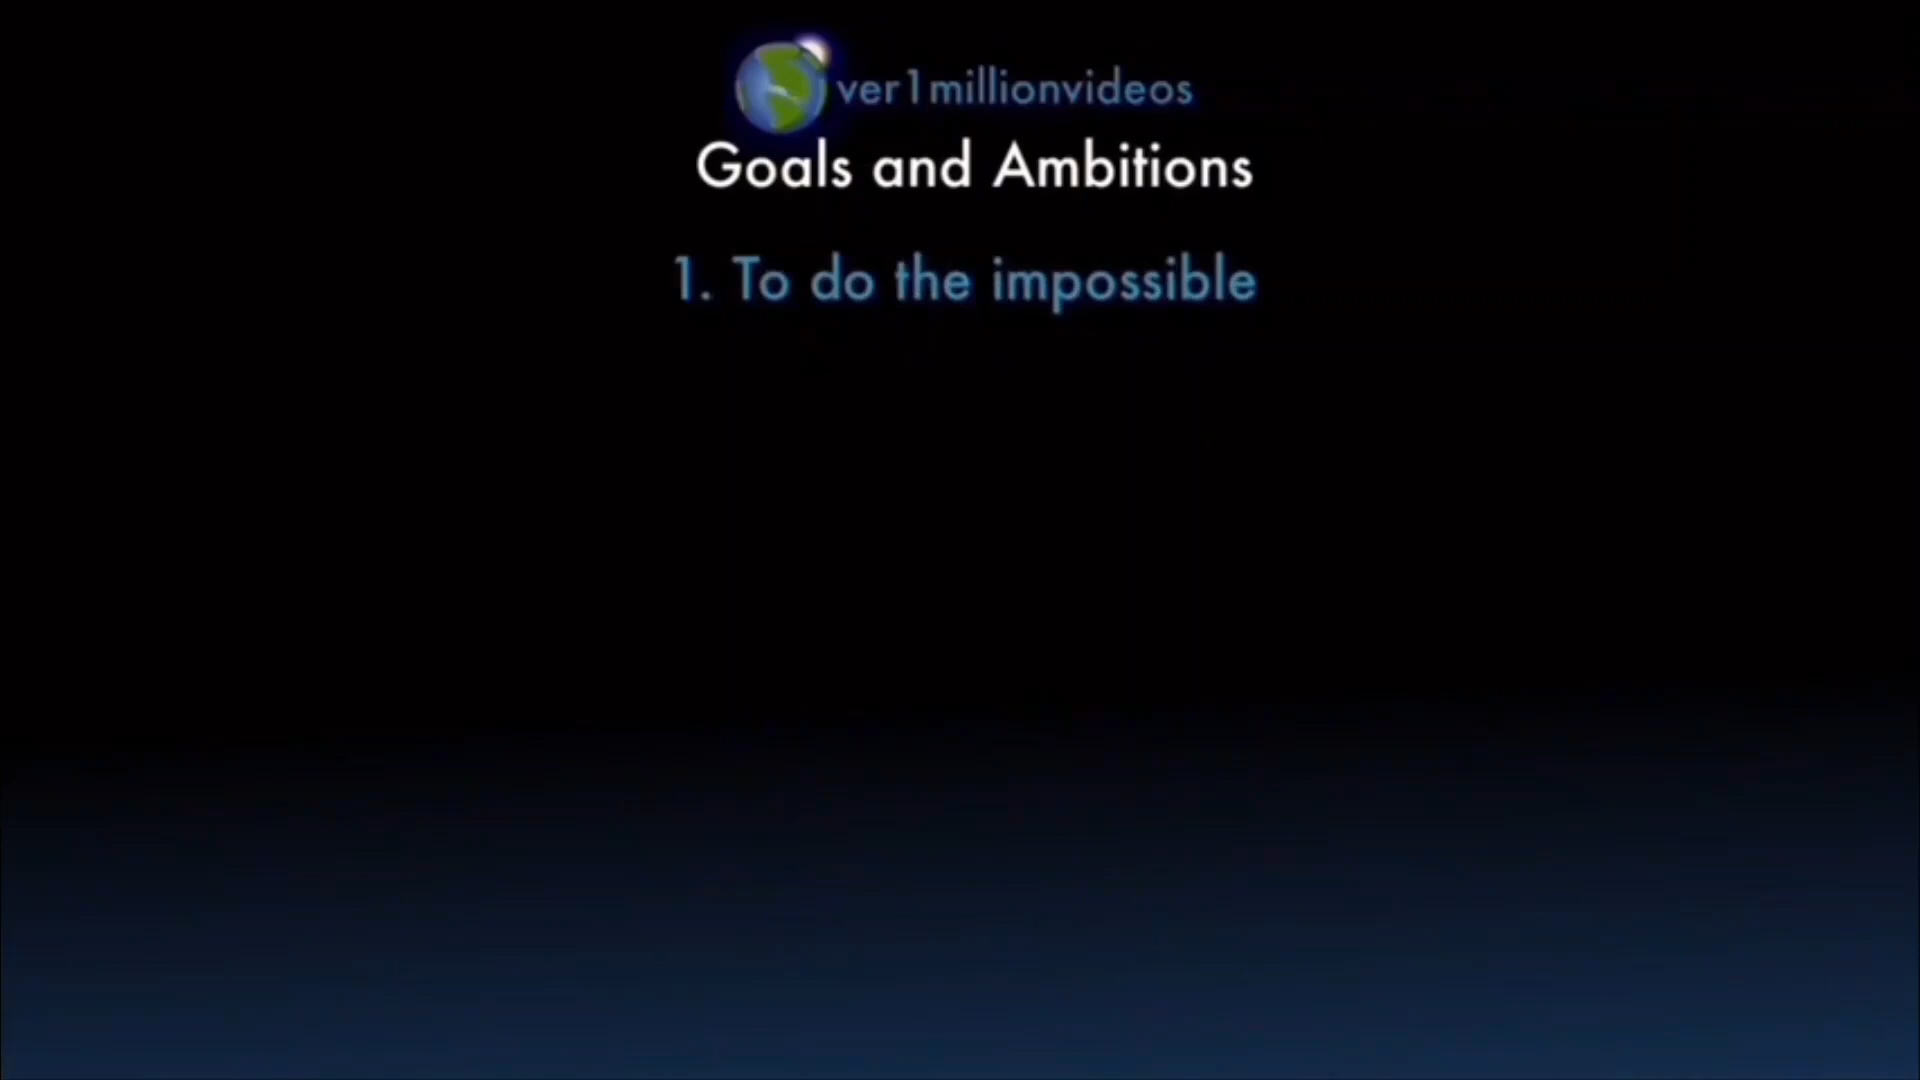 ver1millionvideos
Goals and Ambitions
1. To do the impossible